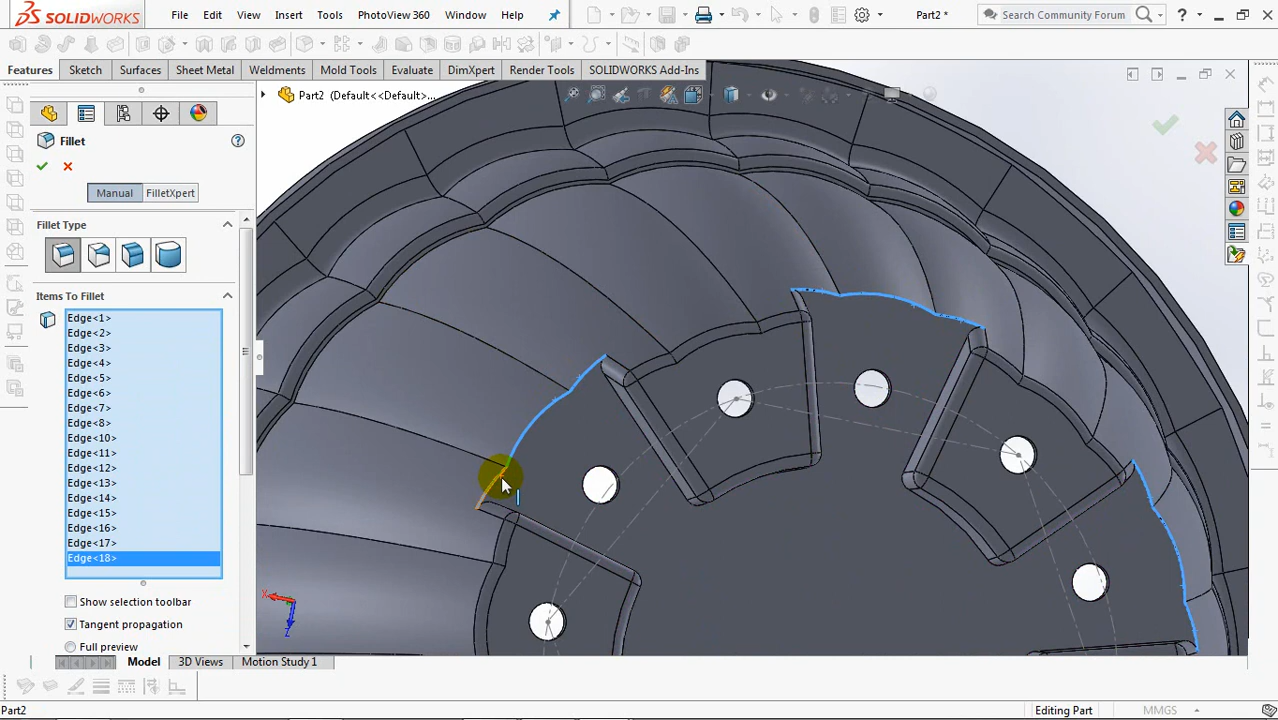 SOLIDWORKS File Edit View Insert Tools PhotoView 360 Window Help Part2 * Search Community Forum ?
Features Sketch Surfaces Sheet Metal Weldments Mold Tools Evaluate DimXpert Render Tools SOLIDWORKS Add-Ins
Part2 (Default<<Default>...
Fillet ?
Manual FilletXpert
Fillet Type
Items To Fillet
Edge<1>
Edge<2>
Edge<3>
Edge<4>
Edge<5>
Edge<6>
Edge<7>
Edge<8>
Edge<10>
Edge<11>
Edge<12>
Edge<13>
Edge<14>
Edge<15>
Edge<16>
Edge<17>
Edge<18>
Show selection toolbar
Tangent propagation
Full preview
X
Z
Model 3D Views Motion Study 1
Part2 Editing Part MMGS